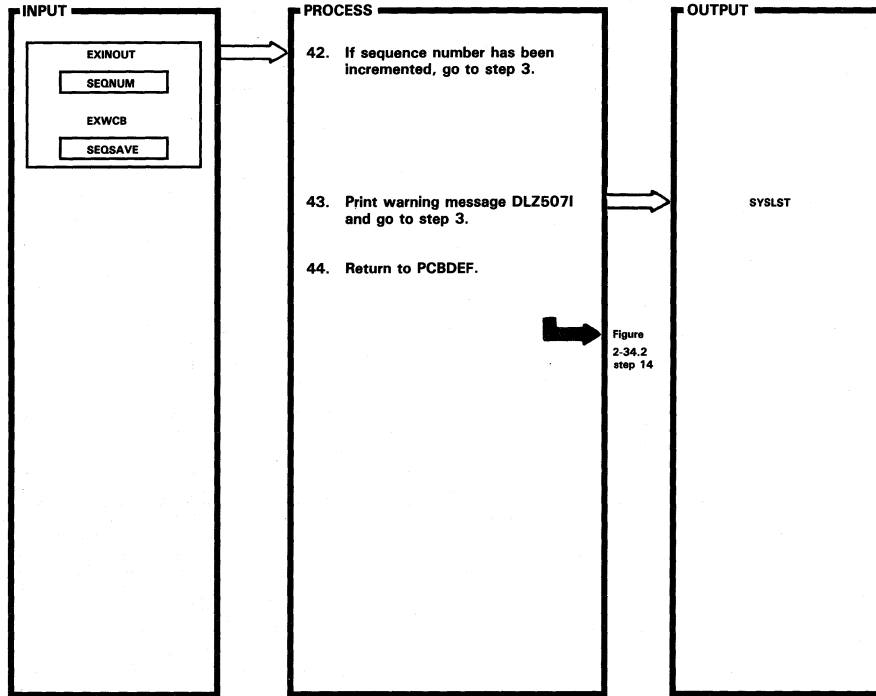 INPUT
PROCESS
OUTPUT
EXINOUT
SEQNUM
EXWCB
SEQSAVE
42. If sequence number has been
incremented, go to step 3.
43. Print warning message DLZ507I
and go to step 3.
SYSLST
44. Return to PCBDEF.
Figure
2-34.2
step 14